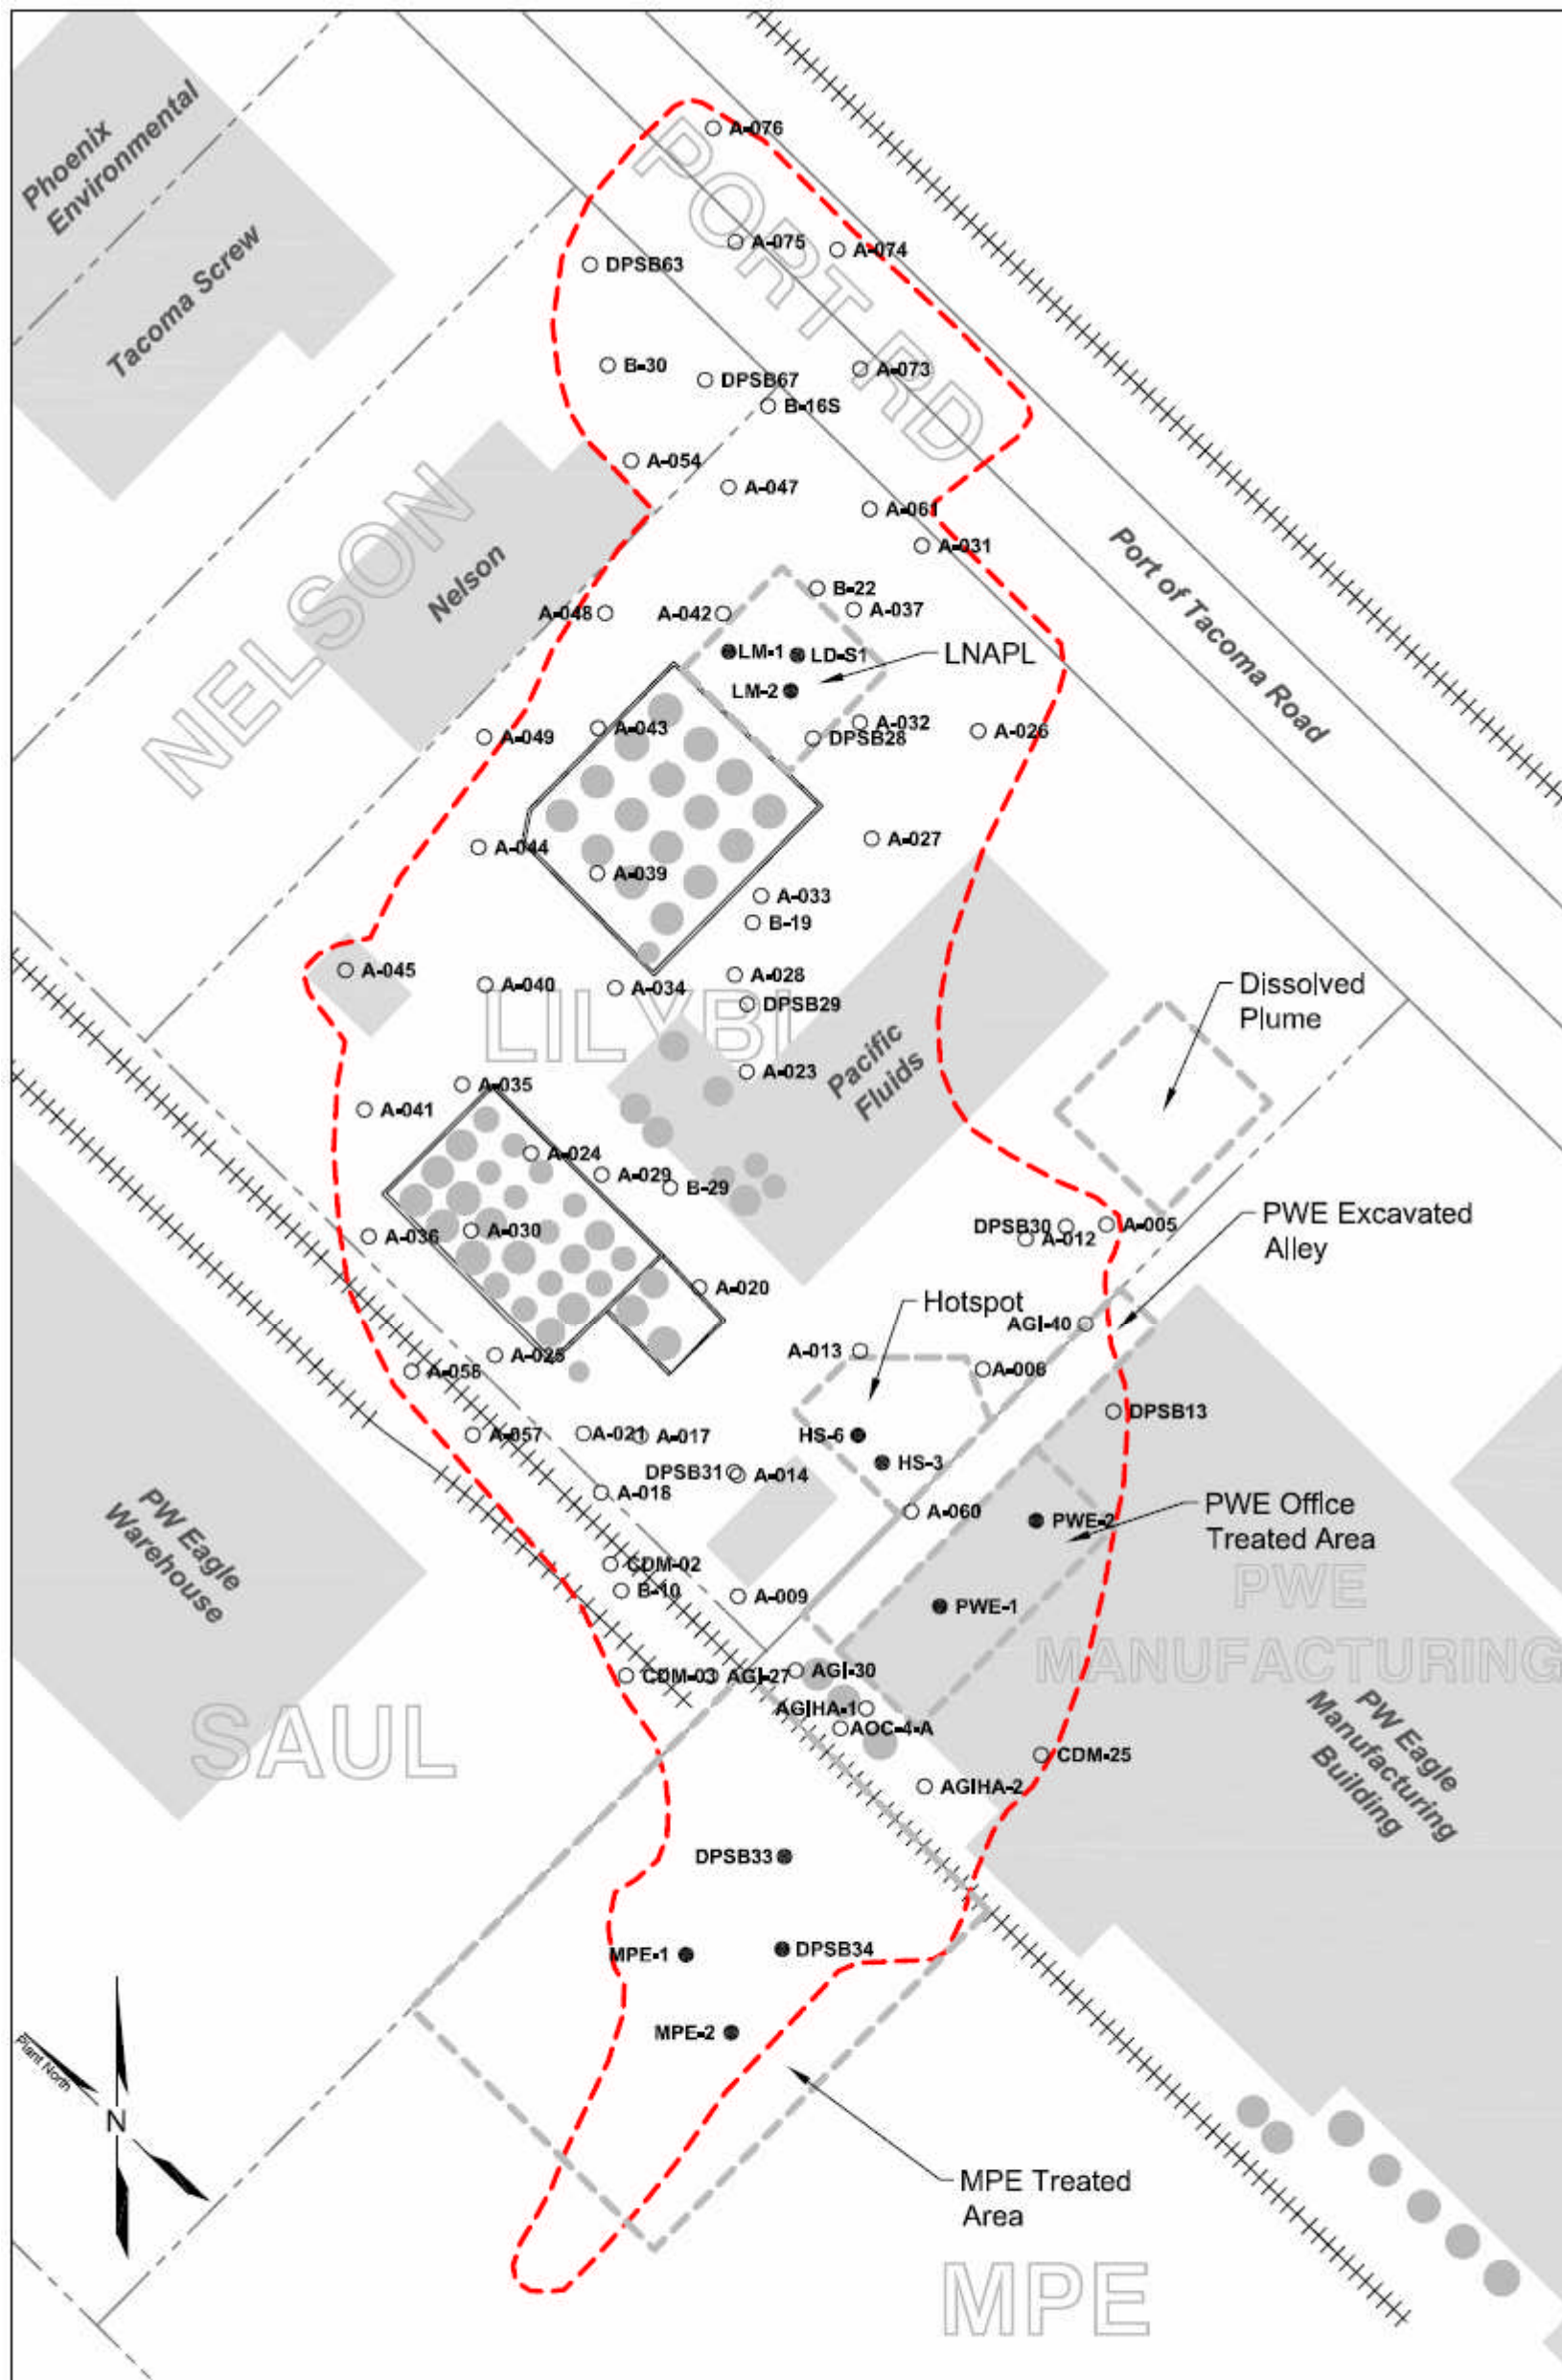 Phoenix
Environmental
Tacoma Screw
A-076
PORT RD
A-075
A-074
DPSB63
B-30
DPSB67
A-073
B-16S
A-054
A-047
A-061
A-031
Port of Tacoma Road
NELSON
Nelson
B-22
A-048
A-042
A-037
LM-1
LD-S1
LNAPL
LM-2
A-032
A-026
A-043
DPSB28
A-049
A-027
A-044
A-039
A-033
B-19
A-045
A-040
A-034
A-028
DPSB29
Dissolved
Plume
LILYBL
Pacific
Fluids
A-023
A-035
A-041
A-024
A-029
B-29
DPSB30
A-005
A-012
PWE Excavated
Alley
A-036
A-030
A-020
Hotspot
AGI-40
A-013
A-025
A-056
DPSB13
A-057
A-021
A-017
HS-6
HS-3
DPSB31
A-014
A-018
A-060
PWE-2
PWE Office
Treated Area
PW Eagle
Warehouse
CDM-02
B-10
A-009
PWE-1
PWE
MANUFACTURING
CDM-03
AGI-27
AGI-30
AGIHA-1
AOC-4-A
SAUL
CDM-25
PW Eagle
Manufacturing
Building
AGIHA-2
DPSB33
MPE-1
DPSB34
MPE-2
Plant North
N
MPE Treated
Area
MPE